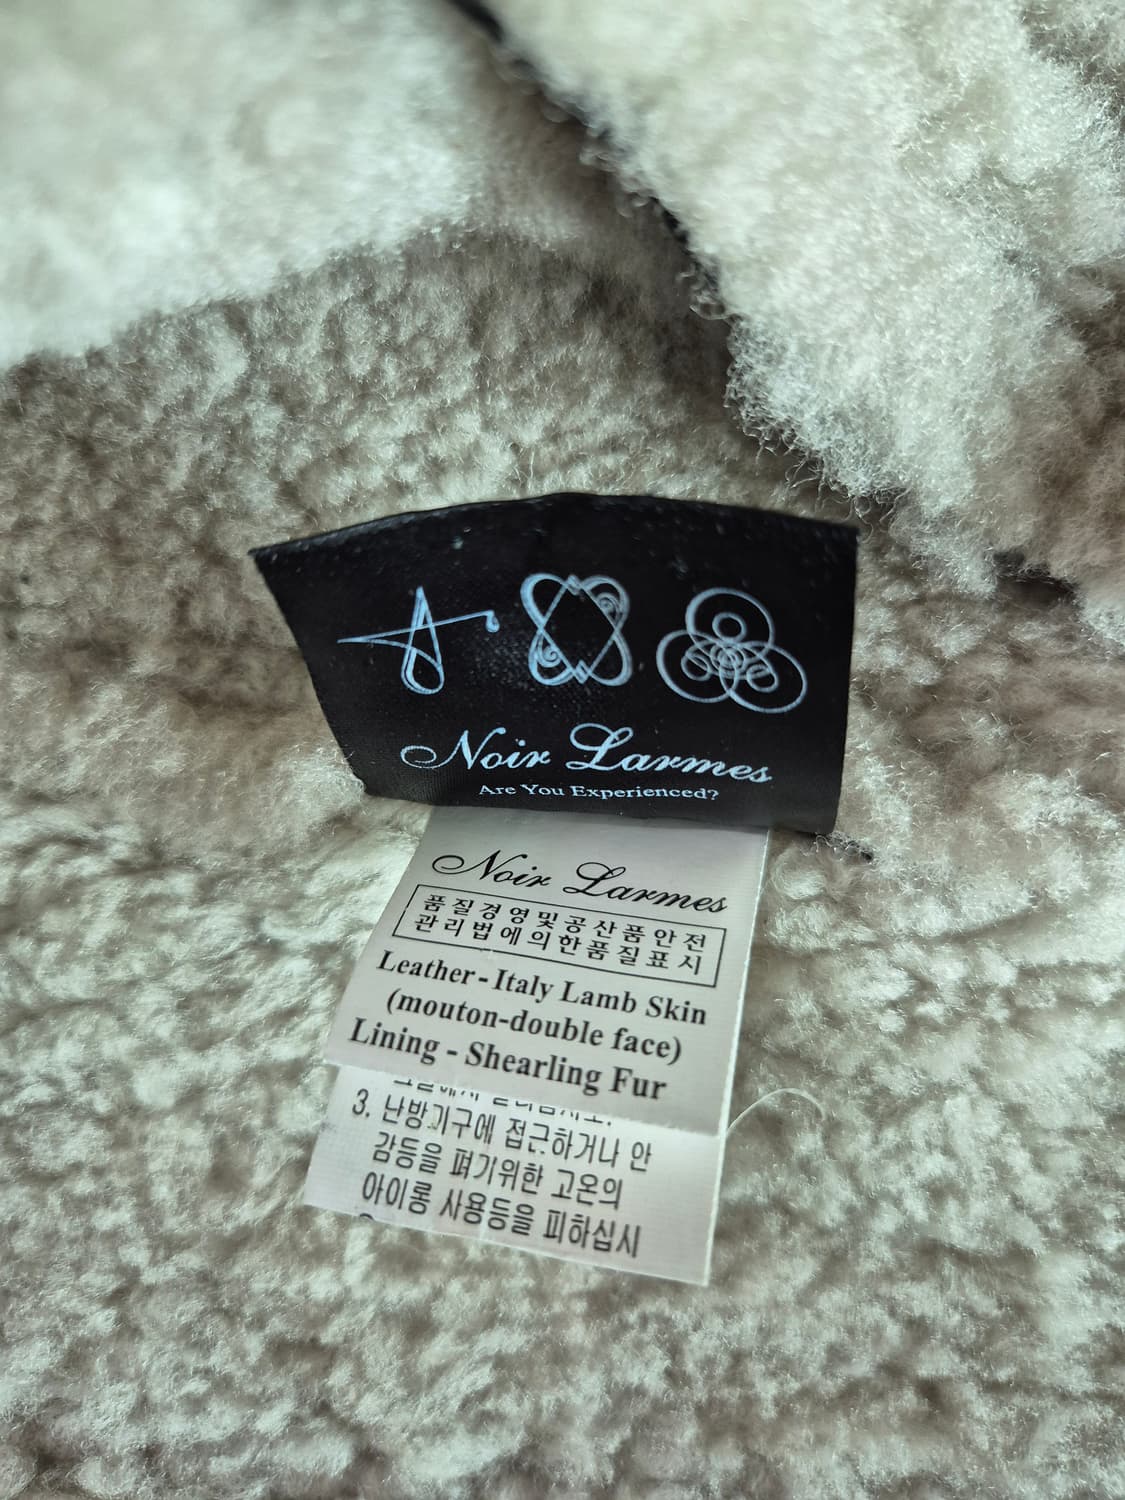 Noir Larmes
Are You Experienced?
Noir Larmes
품질경영및공산품안전
관리법에의한품질표시
Leather-Italy Lamb Skin
(mouton-double face)
Lining - Shearling Fur
3. 난방기구에 접근하거나 안
감등을 펴기위한 고온의
아이롱 사용등을 피하십시